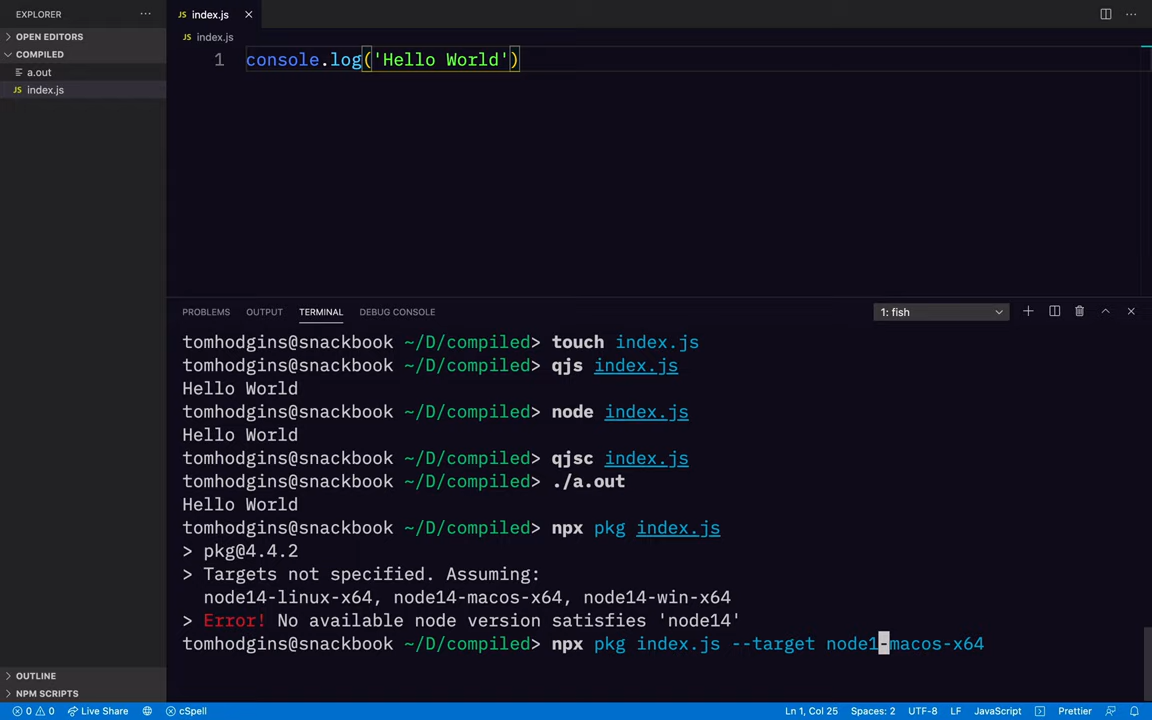 EXPLORER
···
JS index.js ×
···
OPEN EDITORS
COMPILED
a.out
JS index.js
JS index.js
1 console.log('Hello World')
PROBLEMS OUTPUT TERMINAL DEBUG CONSOLE 1: fish
tomhodgins@snackbook ~/D/compiled> touch index.js
tomhodgins@snackbook ~/D/compiled> qjs index.js
Hello World
tomhodgins@snackbook ~/D/compiled> node index.js
Hello World
tomhodgins@snackbook ~/D/compiled> qjsc index.js
tomhodgins@snackbook ~/D/compiled> ./a.out
Hello World
tomhodgins@snackbook ~/D/compiled> npx pkg index.js
> pkg@4.4.2
> Targets not specified. Assuming:
node14-linux-x64, node14-macos-x64, node14-win-x64
> Error! No available node version satisfies 'node14'
tomhodgins@snackbook ~/D/compiled> npx pkg index.js --target node1-macos-x64
OUTLINE
NPM SCRIPTS
0 0 Live Share cSpell Ln 1, Col 25 Spaces: 2 UTF-8 LF JavaScript Prettier